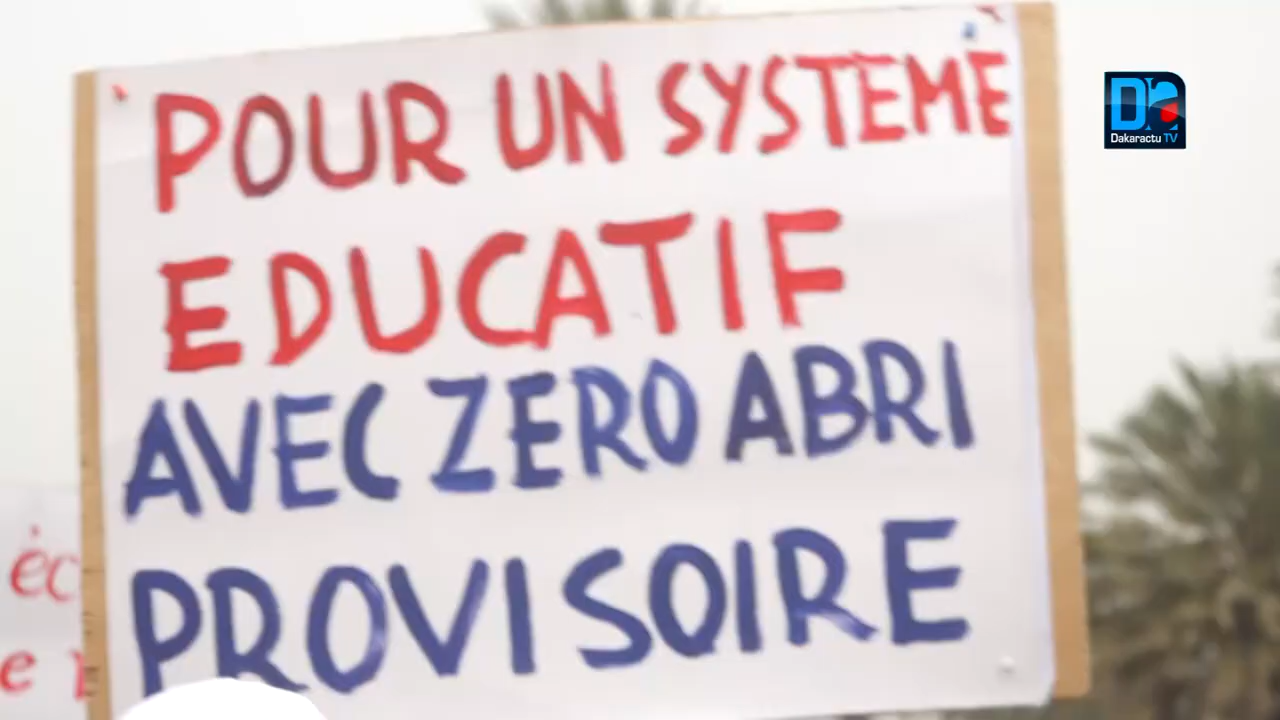 POUR UN SYSTEME
EDUCATIF
AVEC ZERO ABRI
PROVISOIRE
Dakaractu TV